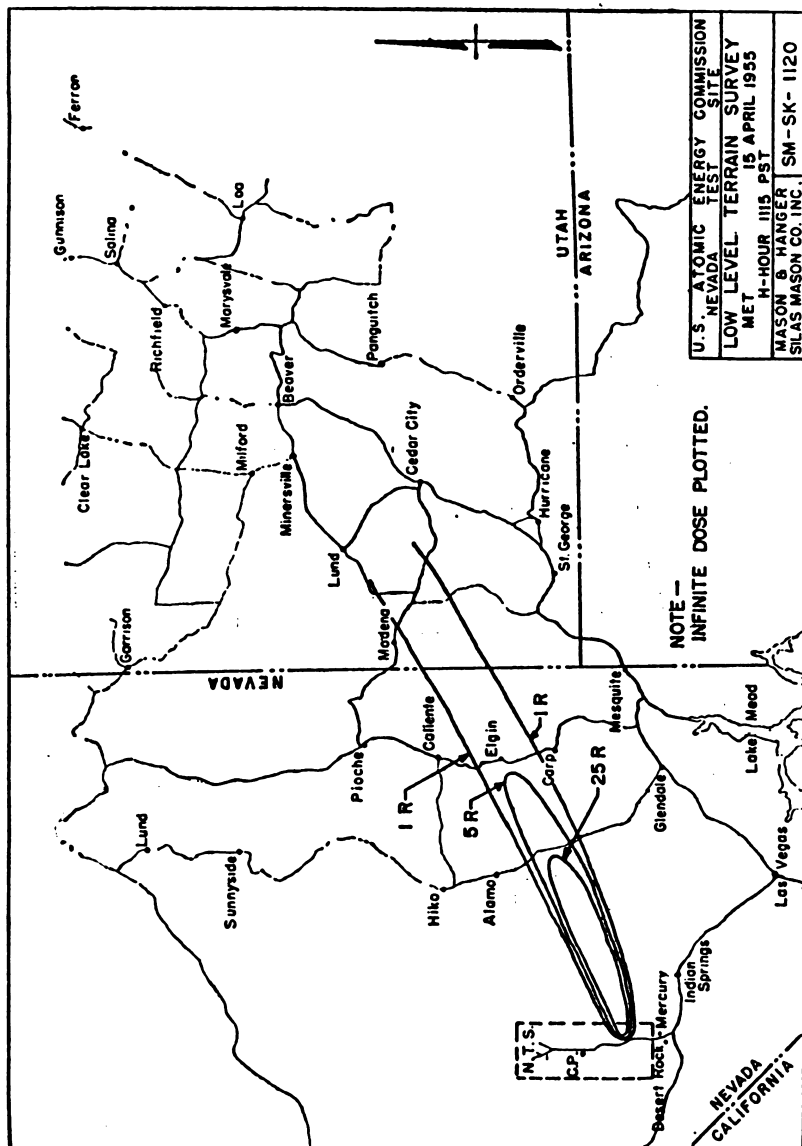 Ferron
Gunnison
Salina
Loa
Richfield
Marysvale
Clear Lake
Beaver
Panguitch
Milford
Minersville
Orderville
Cedar City
Lund
Hurricane
St. George
Garrison
Modena
UTAH
ARIZONA
NEVADA
Pioche
Caliente
Elgin
Carp
Mesquite
Lake Mead
Lund
Sunnyside
Hiko
Alamo
Glendale
Las Vegas
1 R
5 R
1 R
25 R
N.T.S.
C.P.
Desert Rock
Mercury
Indian
Springs
NEVADA
CALIFORNIA
NOTE —
INFINITE DOSE PLOTTED.
U.S. ATOMIC ENERGY COMMISSION
NEVADA TEST SITE
LOW LEVEL TERRAIN SURVEY
MET 15 APRIL 1955
H-HOUR 1115 PST
MASON & HANGER
SILAS MASON CO. INC.
SM-SK-1120